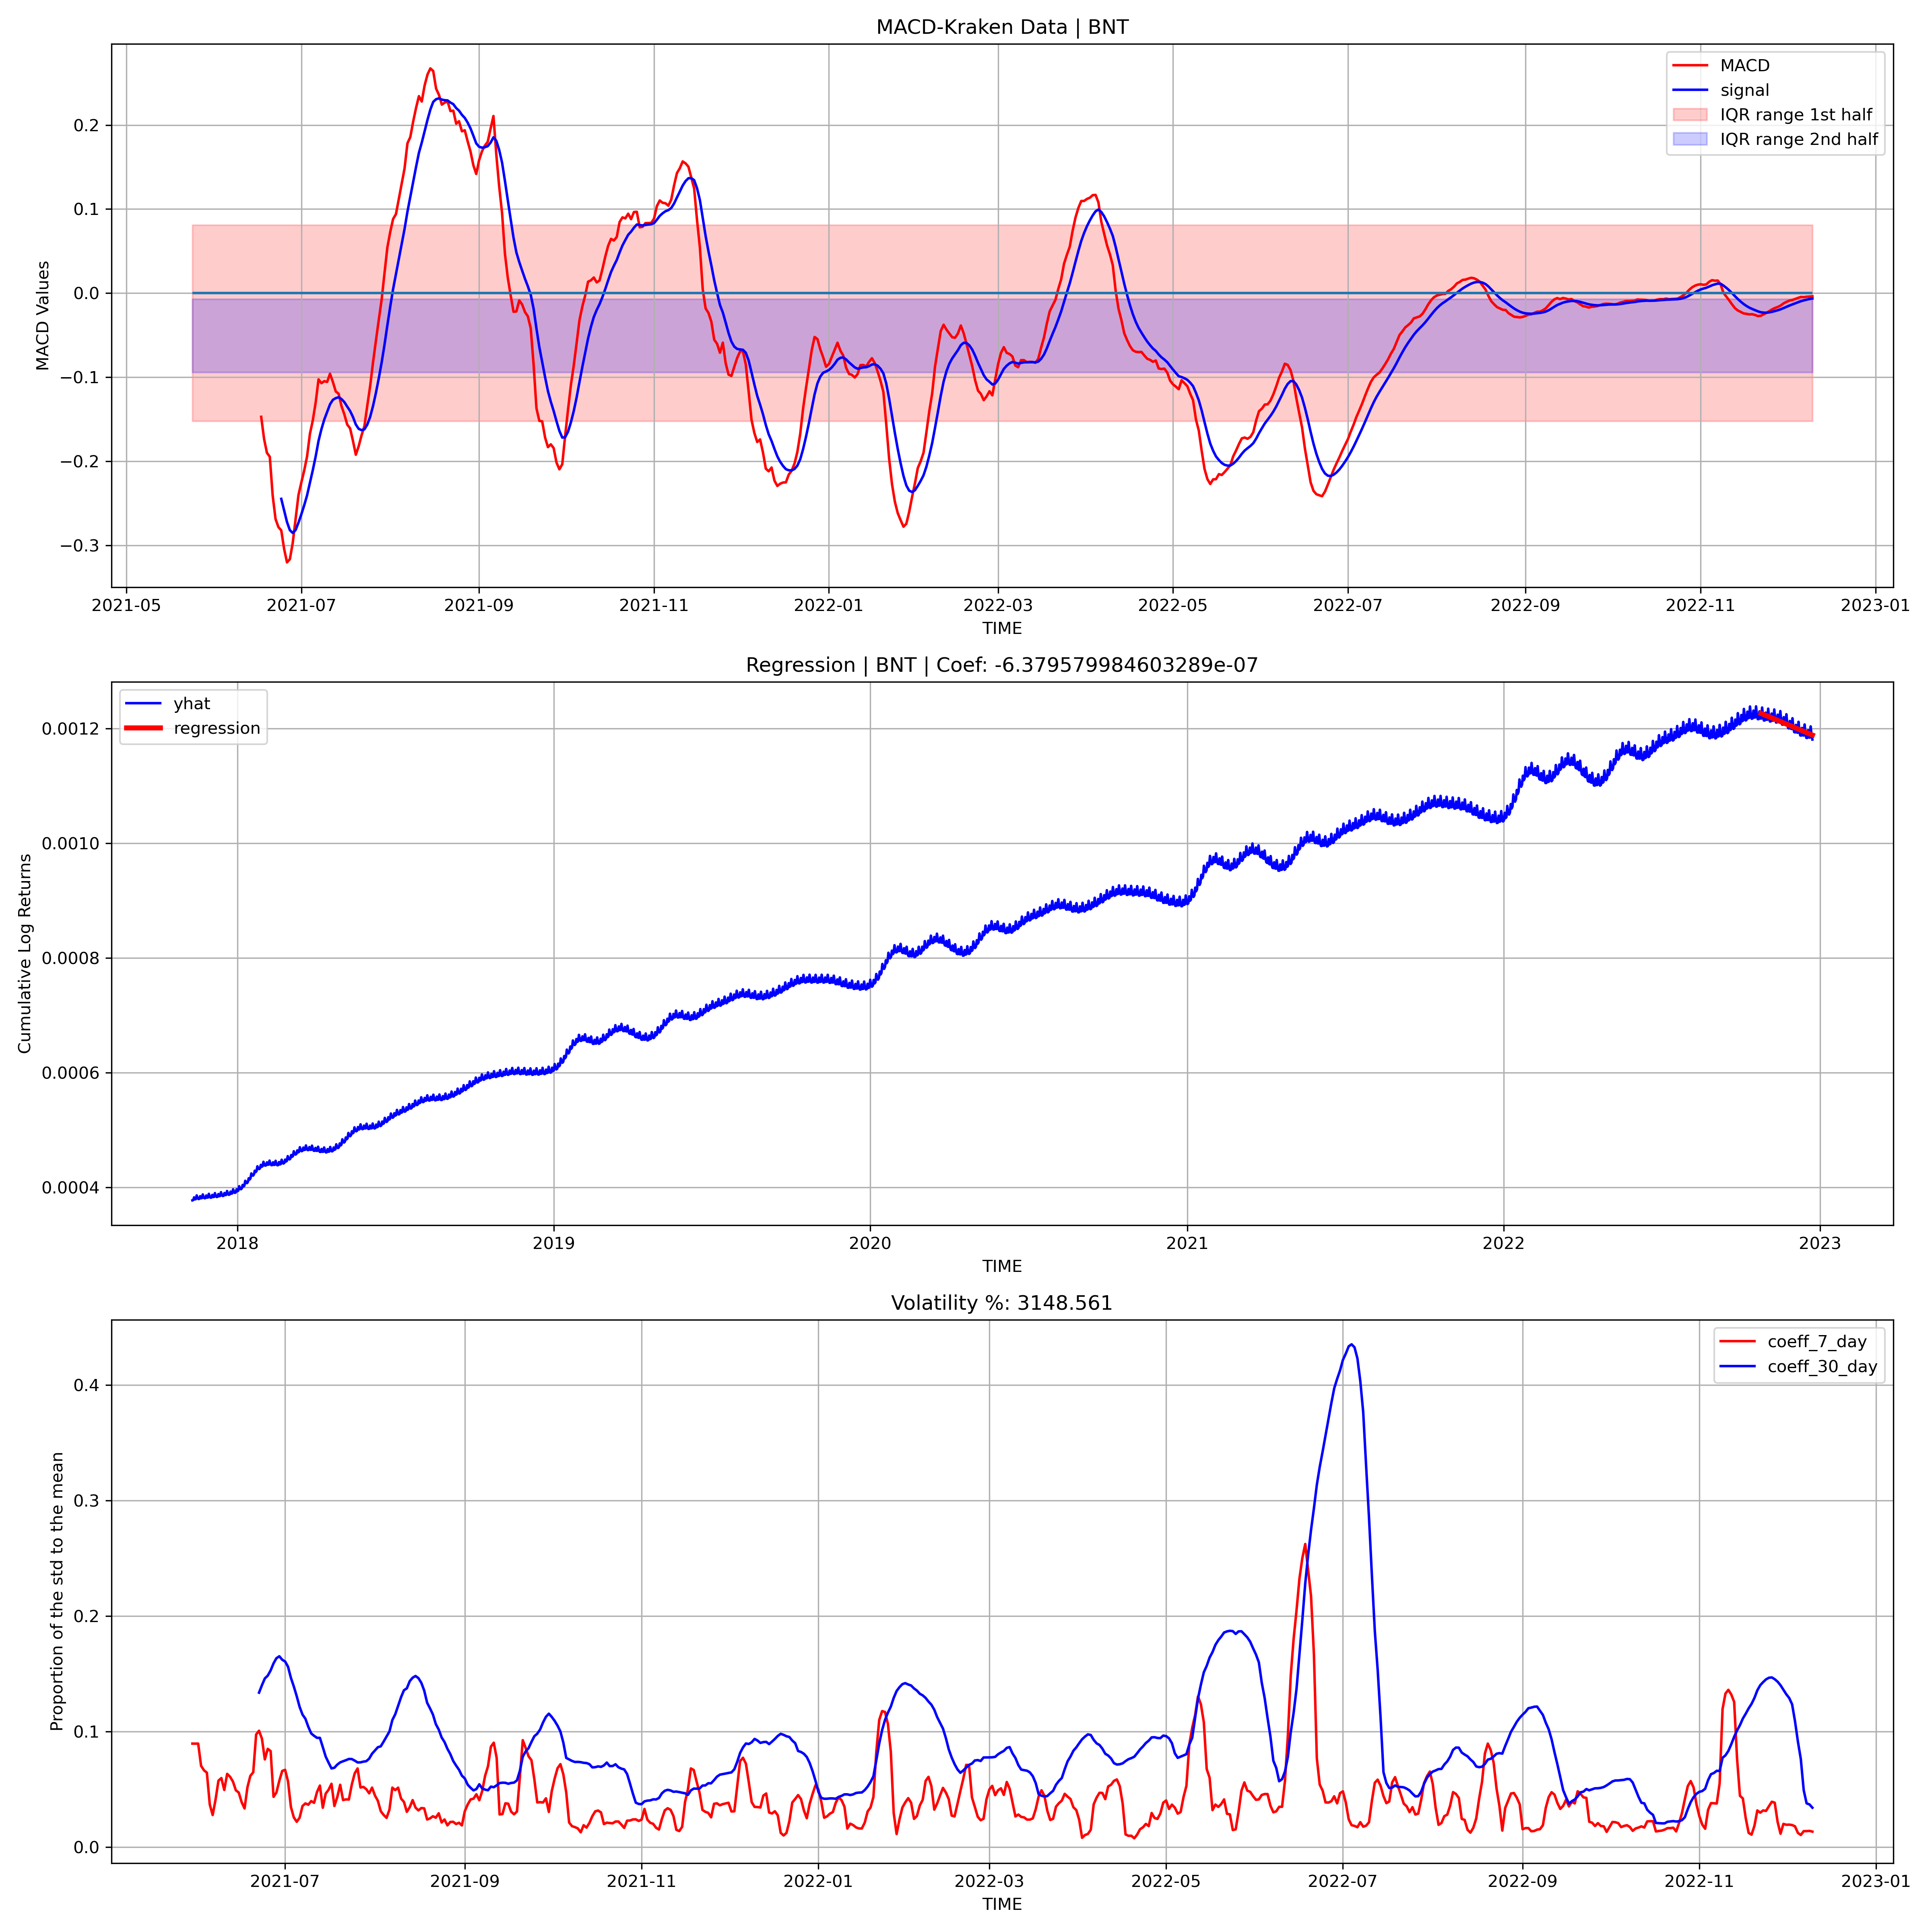 MACD-Kraken Data | BNT
MACD
signal
IQR range 1st half
IQR range 2nd half
0.2
0.1
0.0
−0.1
−0.2
−0.3
MACD Values
2021-05 2021-07 2021-09 2021-11 2022-01 2022-03 2022-05 2022-07 2022-09 2022-11 2023-01
TIME
Regression | BNT | Coef: -6.379579984603289e-07
yhat
regression
0.0012
0.0010
0.0008
0.0006
0.0004
Cumulative Log Returns
2018 2019 2020 2021 2022 2023
TIME
Volatility %: 3148.561
coeff_7_day
coeff_30_day
0.4
0.3
0.2
0.1
0.0
Proportion of the std to the mean
2021-07 2021-09 2021-11 2022-01 2022-03 2022-05 2022-07 2022-09 2022-11 2023-01
TIME